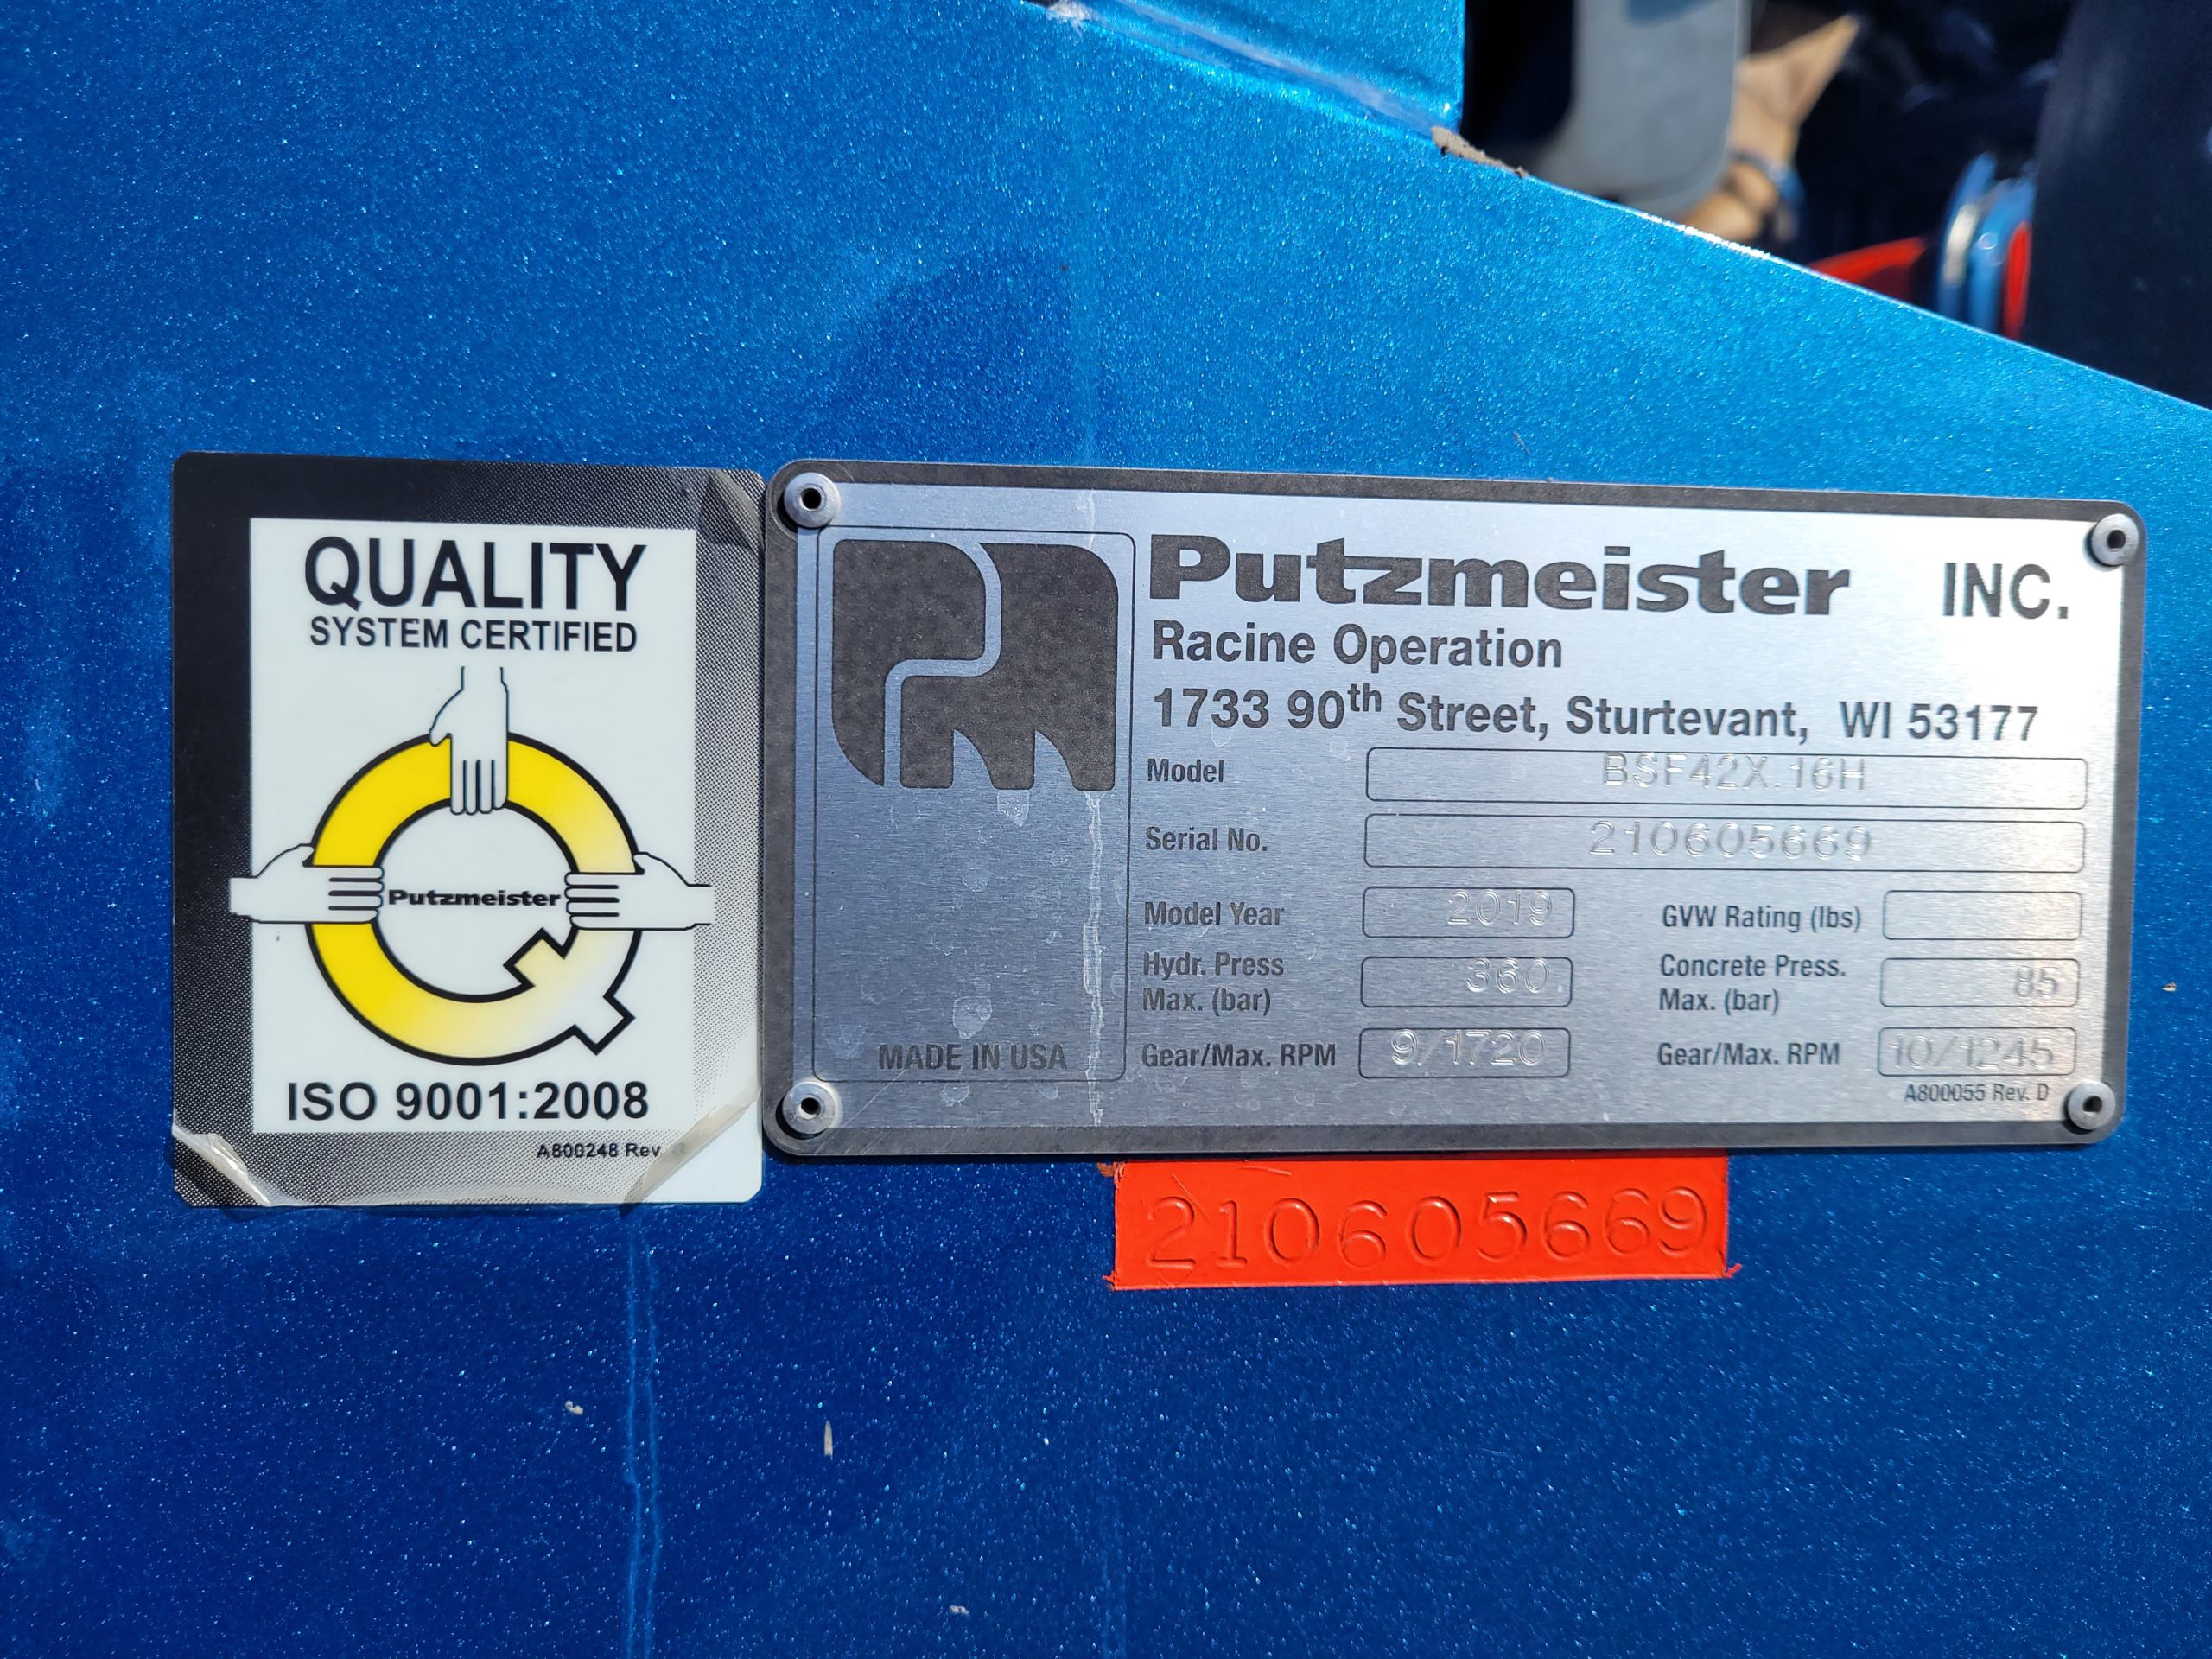 QUALITY
SYSTEM CERTIFIED
Putzmeister
ISO 9001:2008
A800248 Rev
PM
Putzmeister INC.
Racine Operation
1733 90th Street, Sturtevant, WI 53177
Model BSF42X.16H
Serial No. 210605669
Model Year 2019 GVW Rating (lbs)
Hydr. Press Max. (bar) 360 Concrete Press. Max. (bar) 85
Gear/Max. RPM 9/1720 Gear/Max. RPM 10/1245
MADE IN USA
A800055 Rev. D
210605669